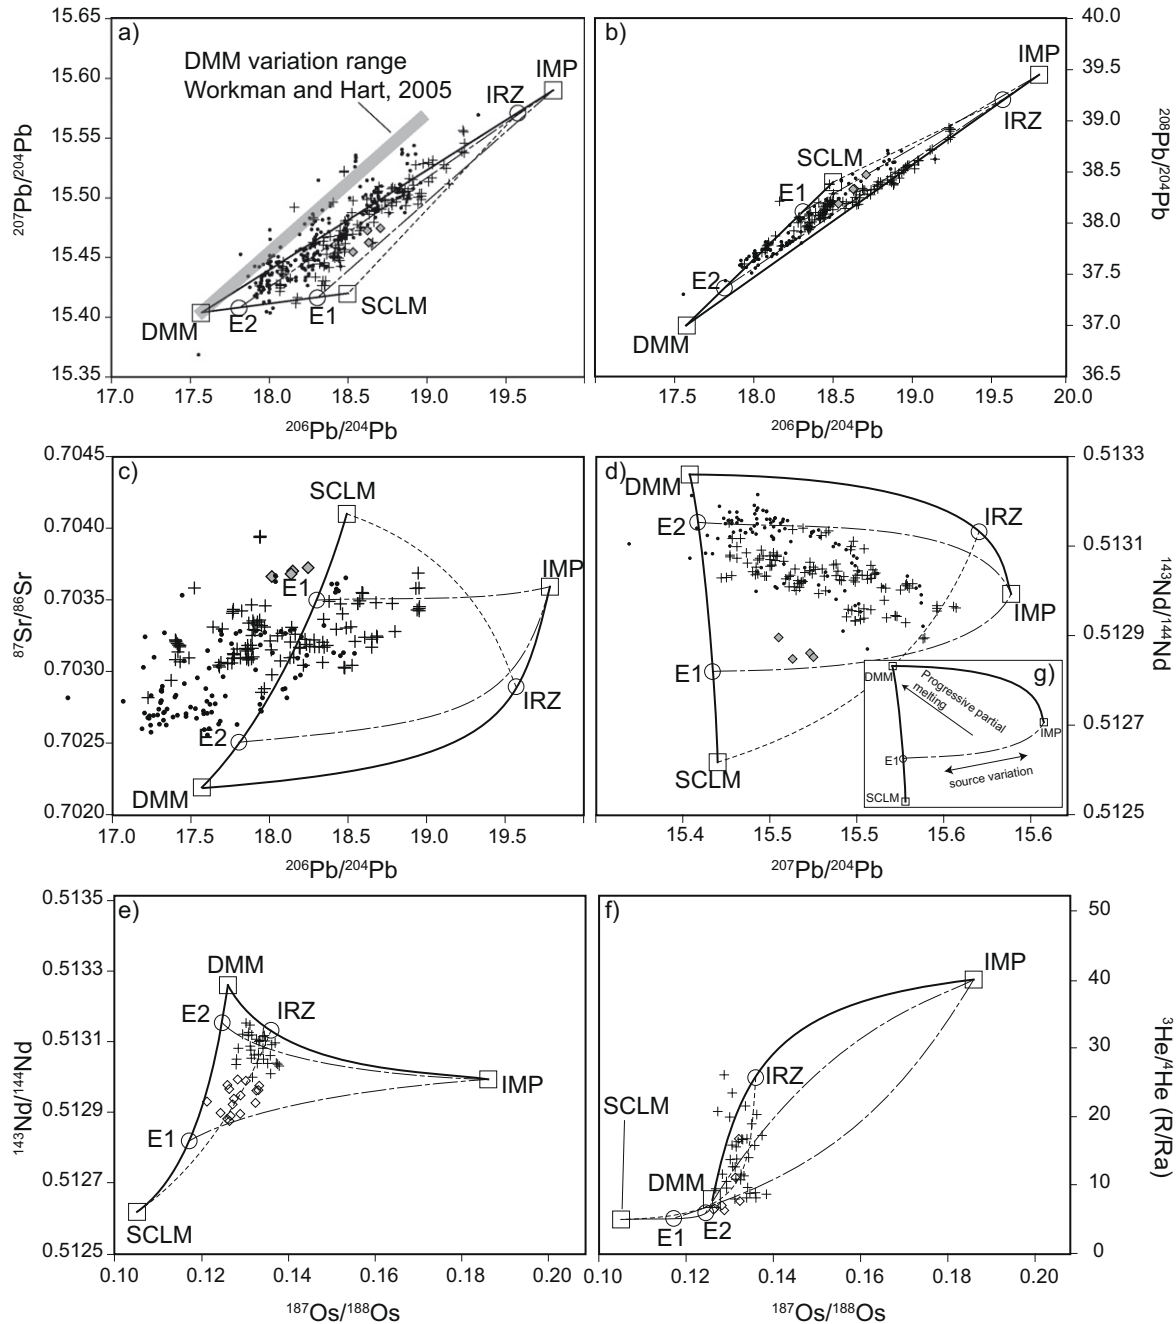 a)
DMM variation range
Workman and Hart, 2005
IMP
IRZ
DMM
E2
E1
SCLM
15.65
15.60
15.55
15.50
15.45
15.40
15.35
17.0
17.5
18.0
18.5
19.0
19.5
²⁰⁷Pb/²⁰⁴Pb
²⁰⁶Pb/²⁰⁴Pb
b)
IMP
IRZ
SCLM
E1
E2
DMM
40.0
39.5
39.0
38.5
38.0
37.5
37.0
36.5
17.5
18.0
18.5
19.0
19.5
20.0
²⁰⁸Pb/²⁰⁴Pb
²⁰⁶Pb/²⁰⁴Pb
c)
SCLM
IMP
E1
IRZ
E2
DMM
0.7045
0.7040
0.7035
0.7030
0.7025
0.7020
17.0
17.5
18.0
18.5
19.0
19.5
⁸⁷Sr/⁸⁶Sr
²⁰⁶Pb/²⁰⁴Pb
d)
DMM
E2
IRZ
IMP
E1
SCLM
0.5133
0.5131
0.5129
0.5127
0.5125
15.4
15.5
15.6
15.6
15.6
¹⁴³Nd/¹⁴⁴Nd
²⁰⁷Pb/²⁰⁴Pb
g)
DMM
Progressive partial
melting
IMP
E1
source variation
SCLM
e)
DMM
E2
IRZ
IMP
E1
SCLM
0.5135
0.5133
0.5131
0.5129
0.5127
0.5125
0.10
0.12
0.14
0.16
0.18
0.20
¹⁴³Nd/¹⁴⁴Nd
¹⁸⁷Os/¹⁸⁸Os
f)
IMP
IRZ
SCLM
DMM
E1
E2
50
40
30
20
10
0
0.10
0.12
0.14
0.16
0.18
0.20
³He/⁴He (R/Ra)
¹⁸⁷Os/¹⁸⁸Os